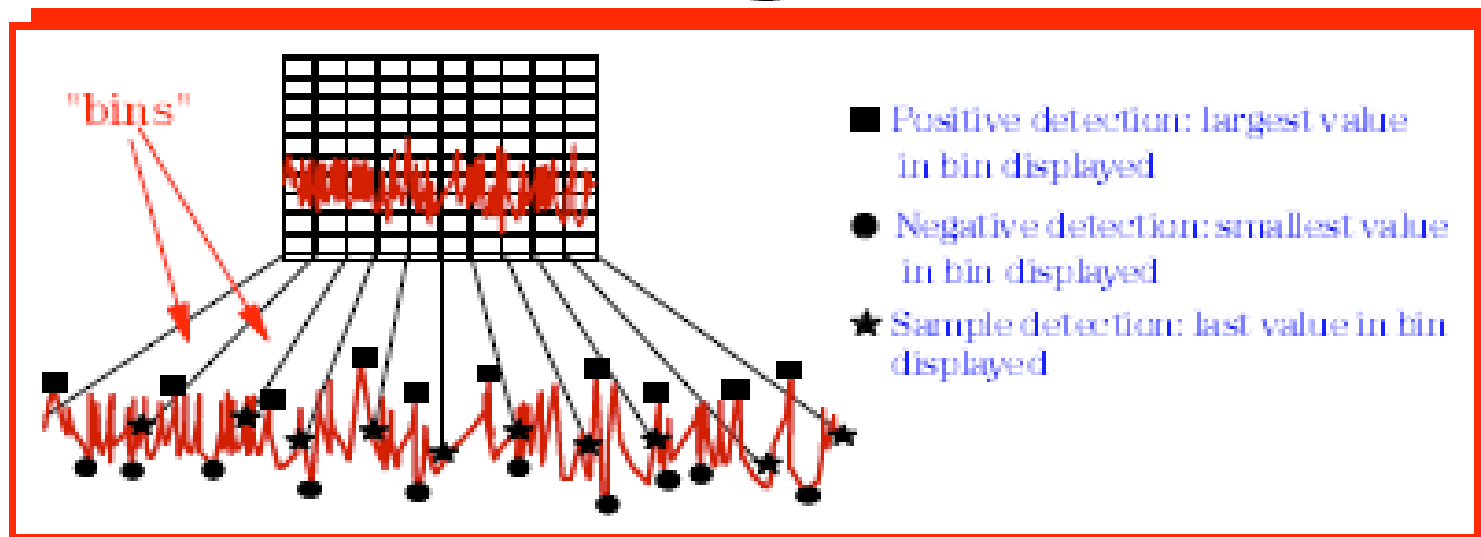 "bins"
Positive detection: largest value
in bin displayed
Negative detection: smallest value
in bin displayed
Sample detection: last value in bin
displayed